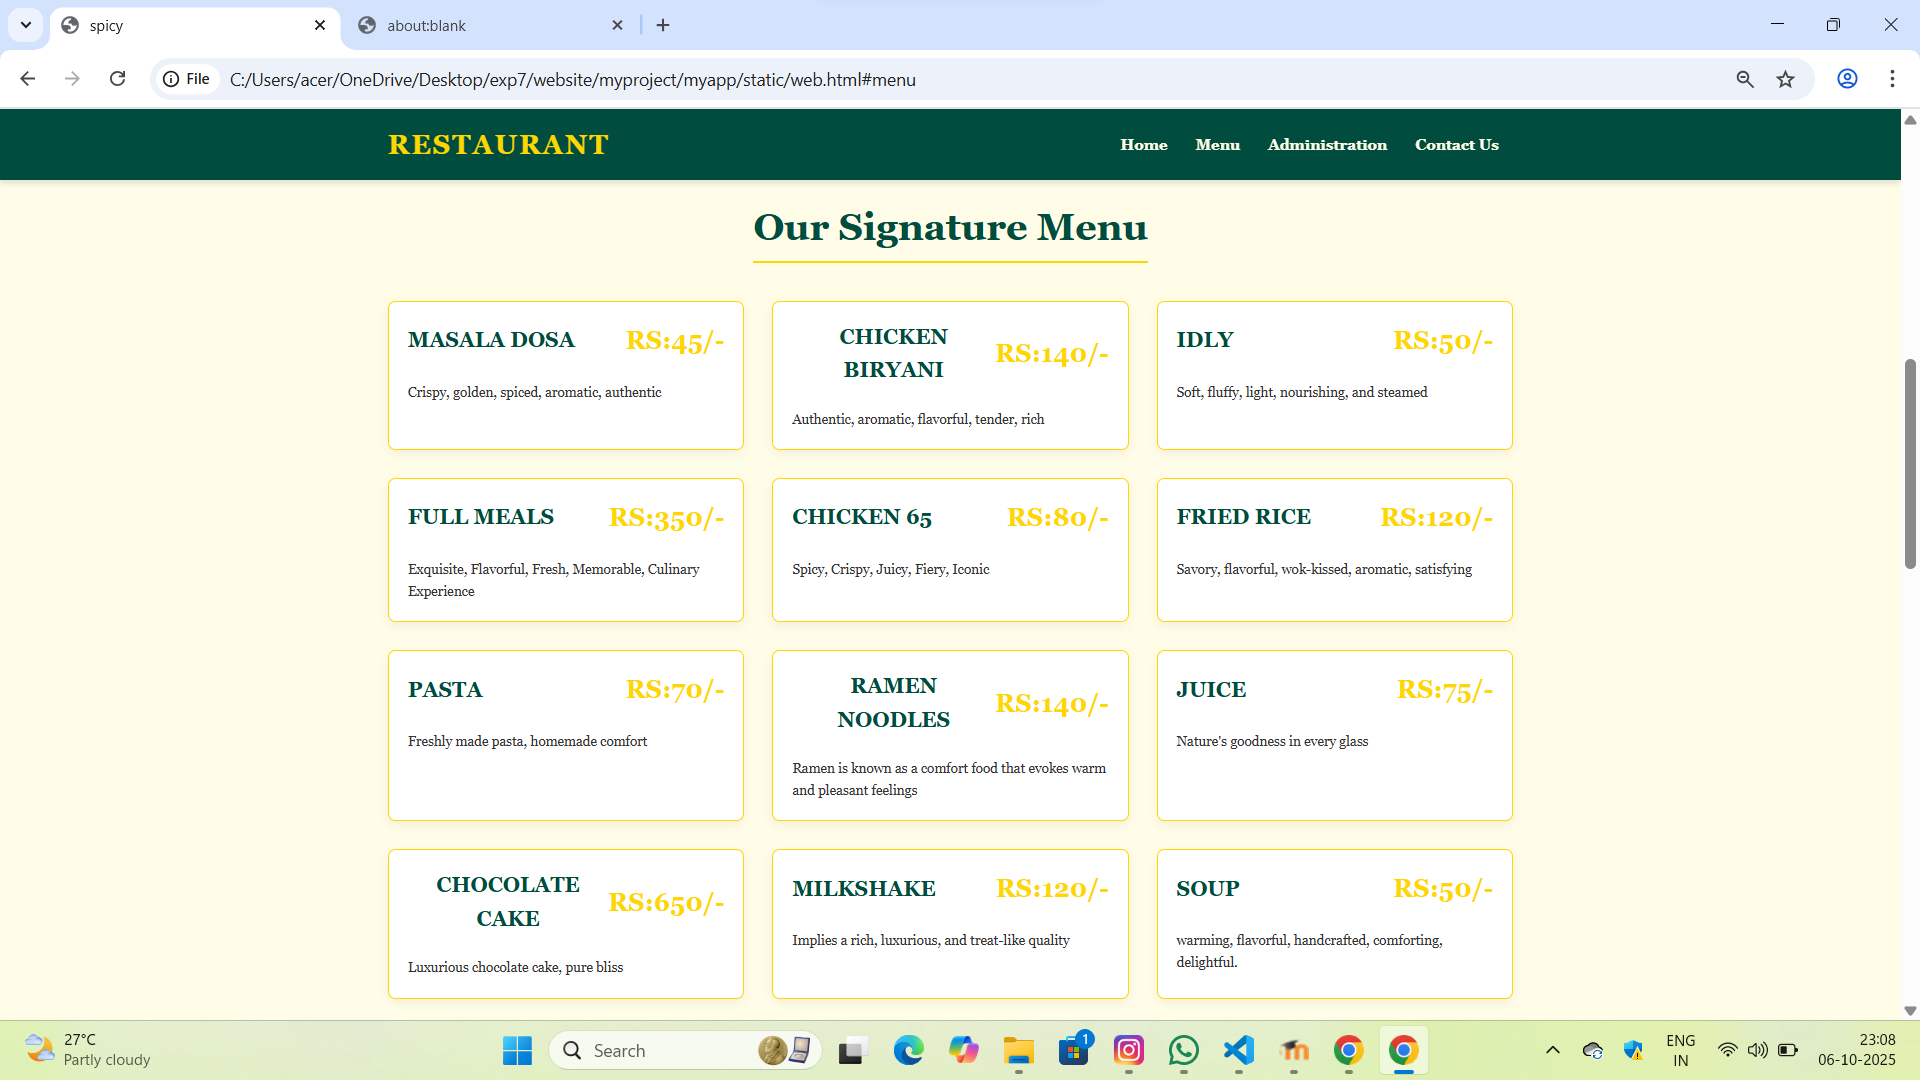 spicy
about:blank
File
C:/Users/acer/OneDrive/Desktop/exp7/website/myproject/myapp/static/web.html#menu
RESTAURANT
Home Menu Administration Contact Us
Our Signature Menu
MASALA DOSA RS:45/-
Crispy, golden, spiced, aromatic, authentic
CHICKEN
BIRYANI
RS:140/-
Authentic, aromatic, flavorful, tender, rich
IDLY RS:50/-
Soft, fluffy, light, nourishing, and steamed
FULL MEALS RS:350/-
Exquisite, Flavorful, Fresh, Memorable, Culinary
Experience
CHICKEN 65 RS:80/-
Spicy, Crispy, Juicy, Fiery, Iconic
FRIED RICE RS:120/-
Savory, flavorful, wok-kissed, aromatic, satisfying
PASTA RS:70/-
Freshly made pasta, homemade comfort
RAMEN
NOODLES
RS:140/-
Ramen is known as a comfort food that evokes warm
and pleasant feelings
JUICE RS:75/-
Nature's goodness in every glass
CHOCOLATE
CAKE
RS:650/-
Luxurious chocolate cake, pure bliss
MILKSHAKE RS:120/-
Implies a rich, luxurious, and treat-like quality
SOUP RS:50/-
warming, flavorful, handcrafted, comforting,
delightful.
27°C
Partly cloudy
Search
1
ENG
IN
23:08
06-10-2025